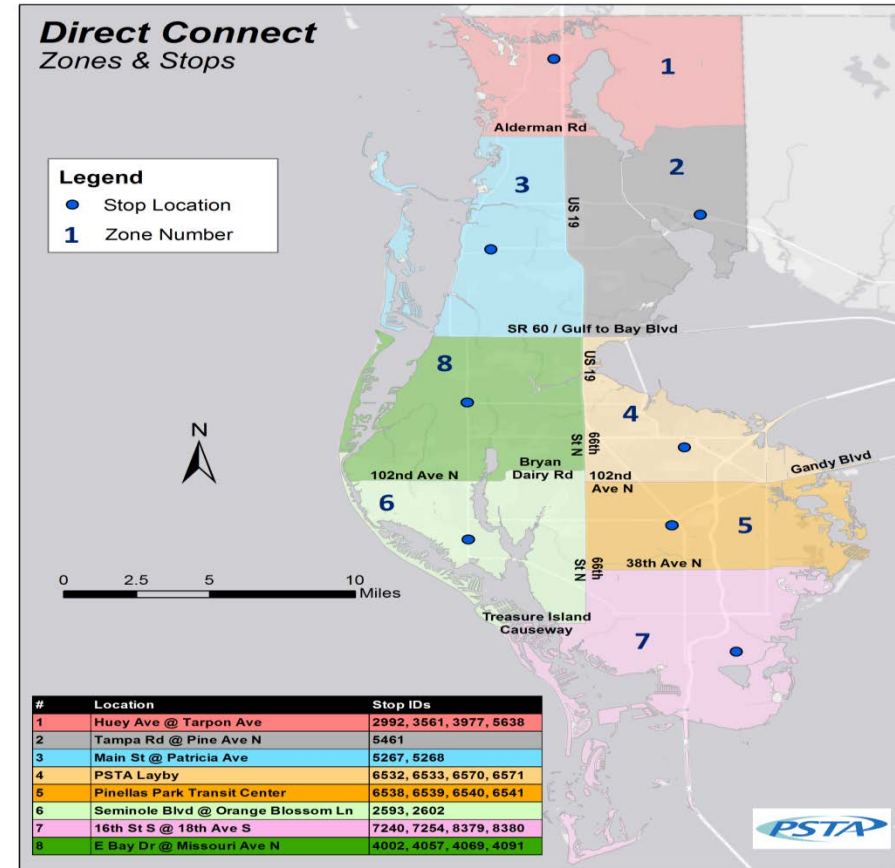 Direct Connect
Zones & Stops
1
Alderman Rd
2
3
Legend
Stop Location
1 Zone Number
US 19
SR 60 / Gulf to Bay Blvd
8
US 19
4
N
66th
St N
Gandy Blvd
102nd Ave N
Bryan
Dairy Rd
102nd
Ave N
6
5
66th
St N
38th Ave N
0 2.5 5 10
Miles
Treasure Island
Causeway
7
# Location Stop IDs
1 Huey Ave @ Tarpon Ave 2992, 3561, 3977, 5638
2 Tampa Rd @ Pine Ave N 5461
3 Main St @ Patricia Ave 5267, 5268
4 PSTA Layby 6532, 6533, 6570, 6571
5 Pinellas Park Transit Center 6538, 6539, 6540, 6541
6 Seminole Blvd @ Orange Blossom Ln 2593, 2602
7 16th St S @ 18th Ave S 7240, 7254, 8379, 8380
8 E Bay Dr @ Missouri Ave N 4002, 4057, 4069, 4091
PSTA